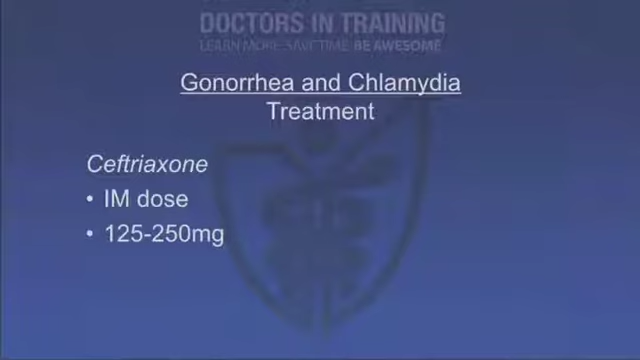 DOCTORS IN TRAINING
LEARN MORE. SAVE TIME. BE AWESOME.
Gonorrhea and Chlamydia
Treatment
Ceftriaxone
• IM dose
• 125-250mg